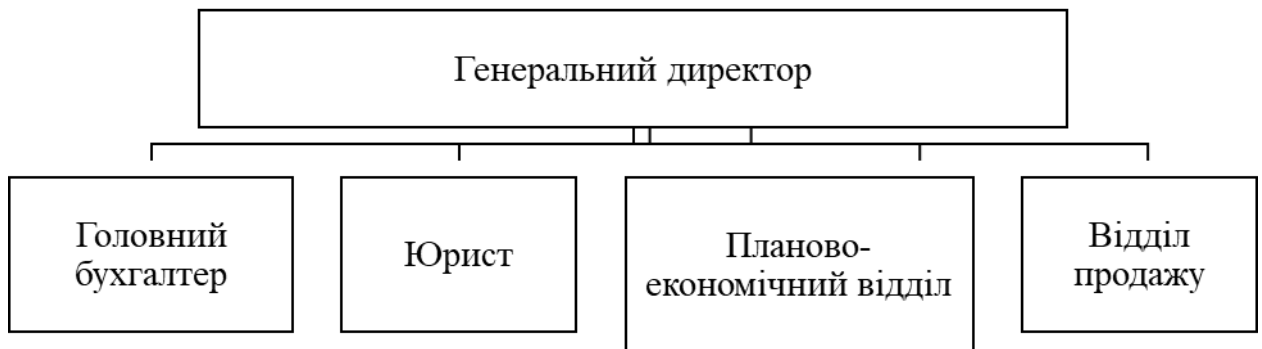 Генеральний директор
Головний
бухгалтер
Юрист
Планово-
економічний відділ
Відділ
продажу